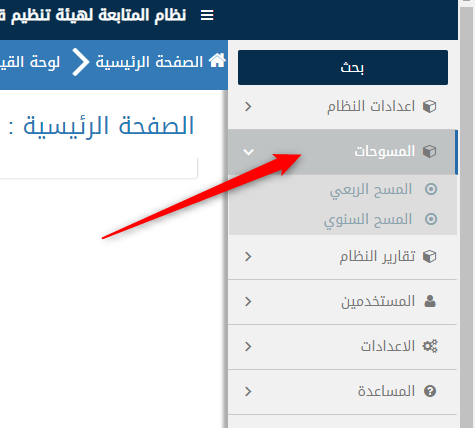 نظام المتابعة لهيئة تنظيم
الصفحة الرئيسية
لوحة
الصفحة الرئيسية :
بحث
اعدادات النظام
المسوحات
المسح الربعي
المسح السنوي
تقارير النظام
المستخدمين
الاعدادات
المساعدة